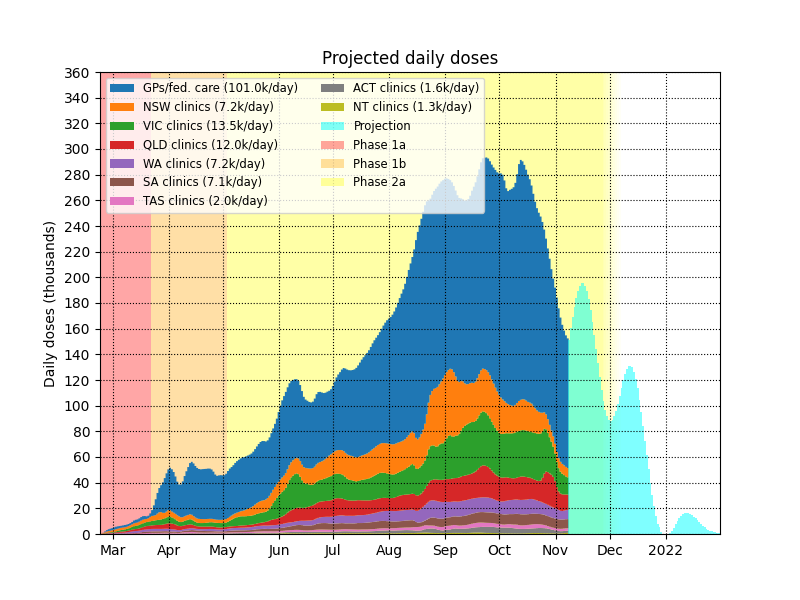 Projected daily doses
Daily doses (thousands)
360
340
320
300
280
260
240
220
200
180
160
140
120
100
80
60
40
20
0
GPs/fed. care (101.0k/day)
NSW clinics (7.2k/day)
VIC clinics (13.5k/day)
QLD clinics (12.0k/day)
WA clinics (7.2k/day)
SA clinics (7.1k/day)
TAS clinics (2.0k/day)
ACT clinics (1.6k/day)
NT clinics (1.3k/day)
Projection
Phase 1a
Phase 1b
Phase 2a
Mar Apr May Jun Jul Aug Sep Oct Nov Dec 2022